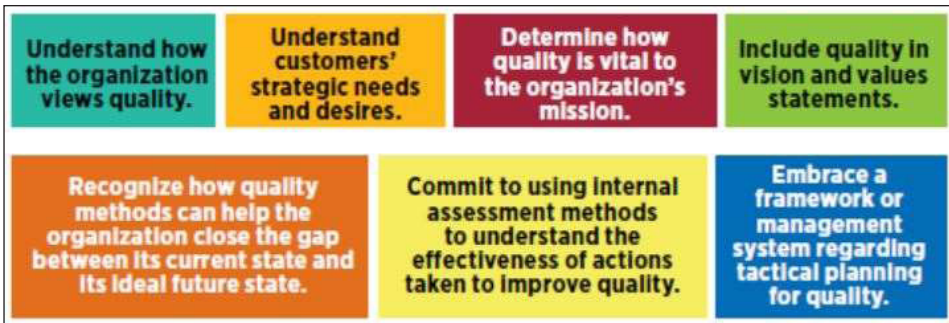 Understand how
the organization
views quality.
Understand
customers'
strategic needs
and desires.
Determine how
quality is vital to
the organization's
mission.
Include quality in
vision and values
statements.
Recognize how quality
methods can help the
organization close the gap
between its current state and
its ideal future state.
Commit to using internal
assessment methods
to understand the
effectiveness of actions
taken to improve quality.
Embrace a
framework or
management
system regarding
tactical planning
for quality.